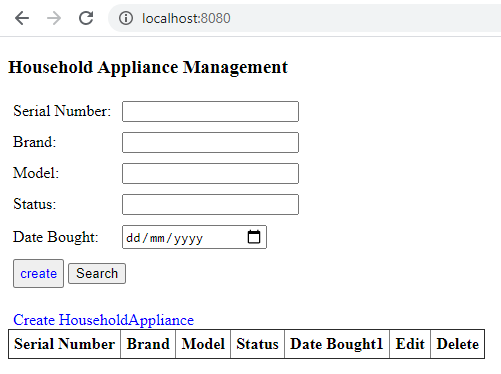 localhost:8080
Household Appliance Management
Serial Number:
Brand:
Model:
Status:
Date Bought: dd/mm/yyyy
create Search
Create HouseholdAppliance
Serial Number Brand Model Status Date Bought1 Edit Delete